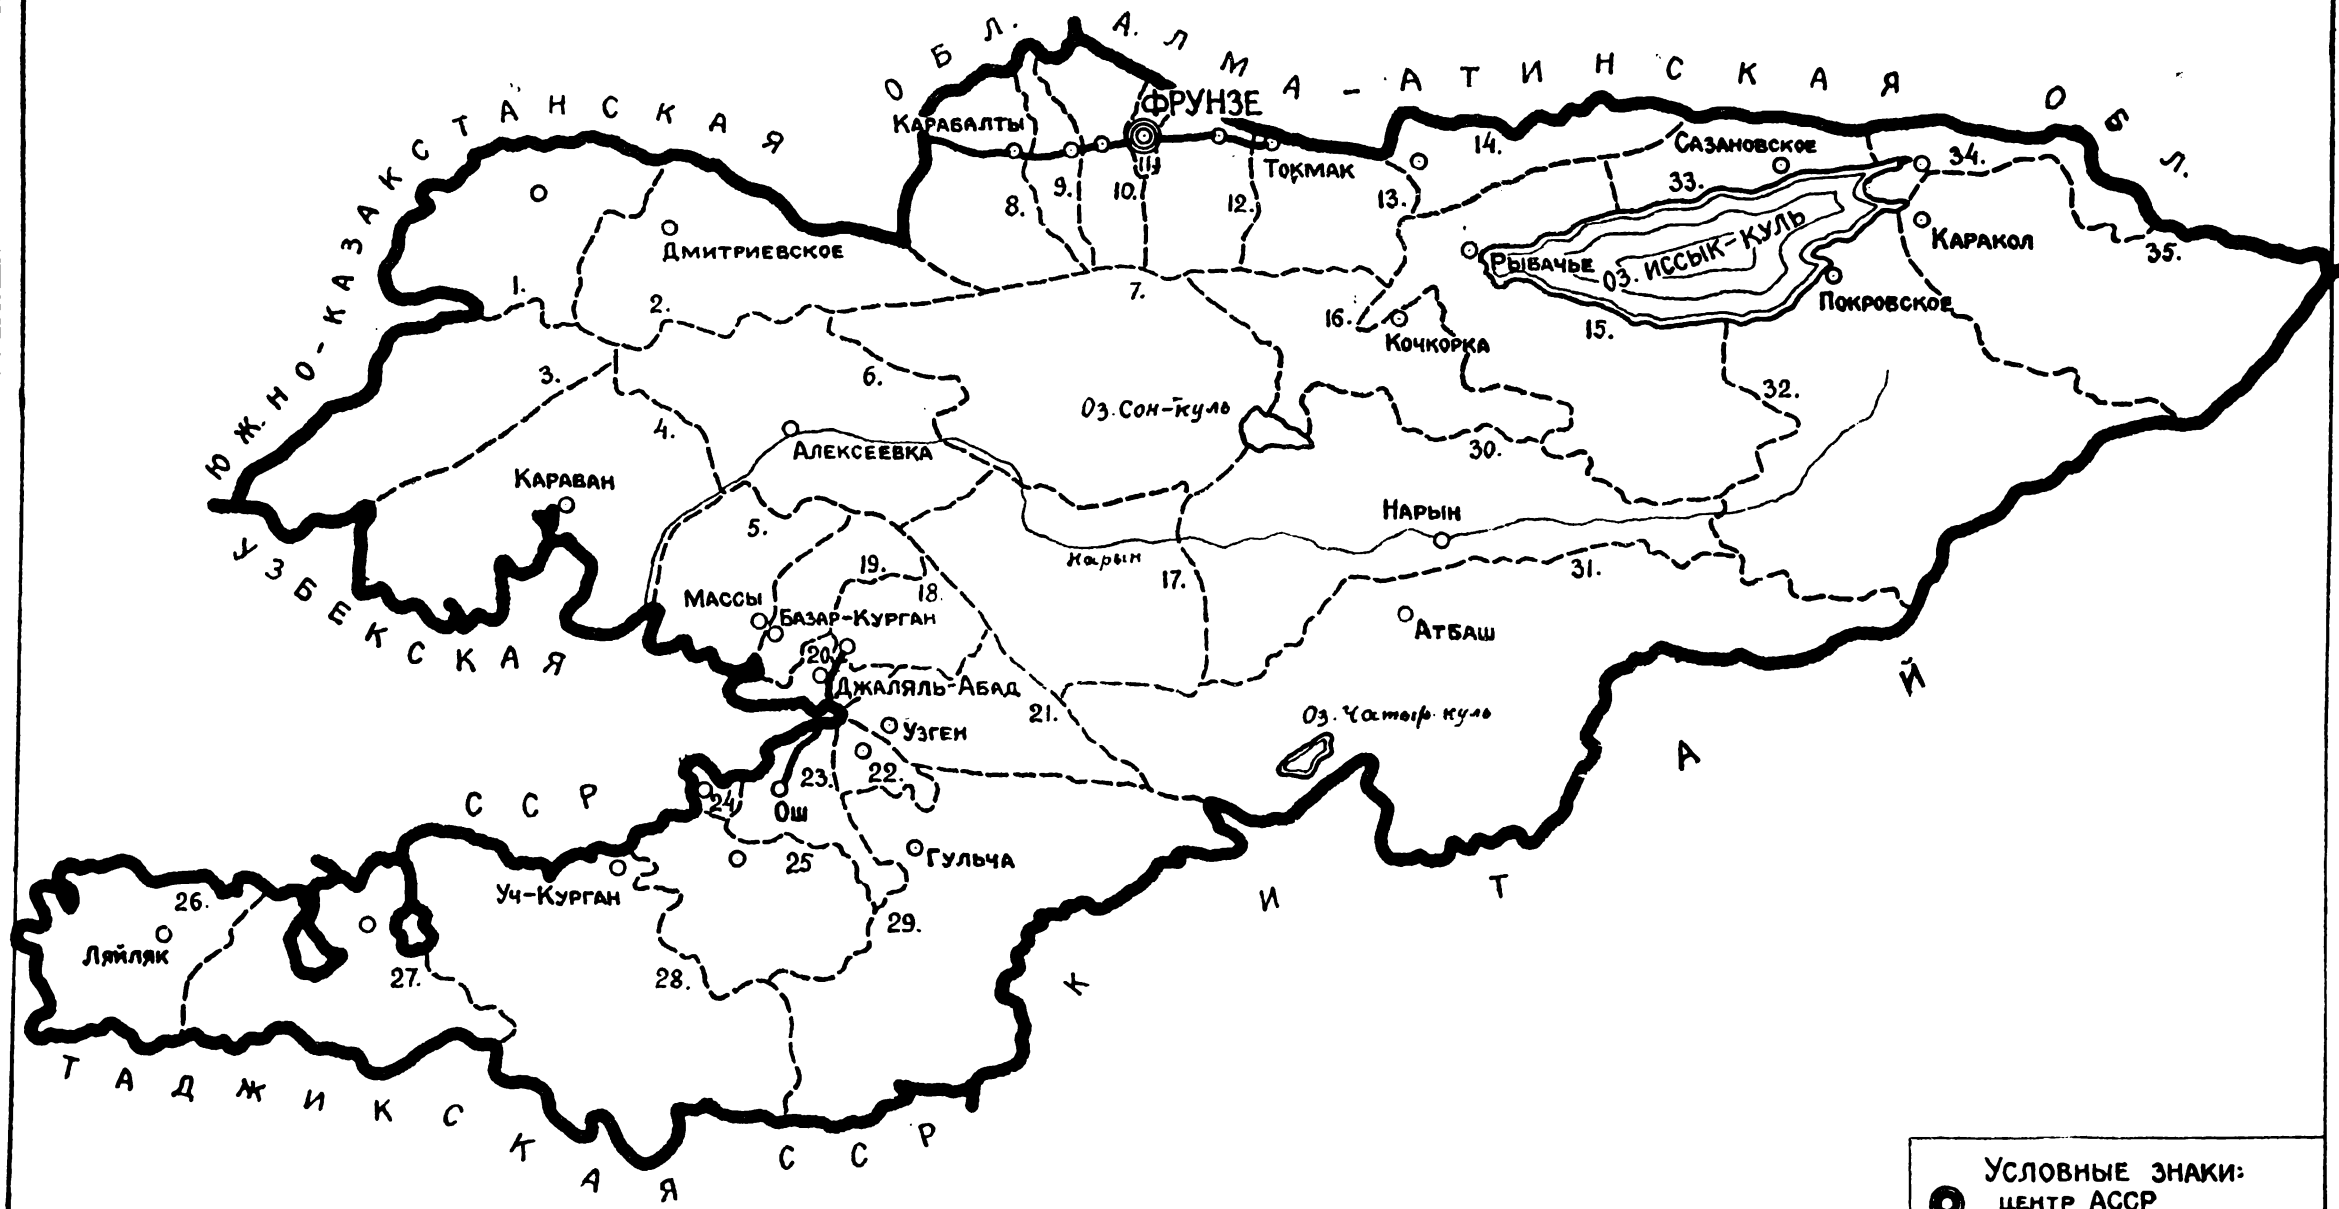 ЮЖНО-КАЗАКСТАНСКАЯ ОБЛ.
АЛМА-АТИНСКАЯ ОБЛ.
ФРУНЗЕ
КАРАБАЛТЫ
ТОКМАК
14.
САЗАНОВСКОЕ
34.
11
8.
9.
10.
12.
13.
33.
ДМИТРИЕВСКОЕ
РЫБАЧЬЕ
ОЗ. ИССЫК-КУЛЬ
КАРАКОЛ
35.
1.
2.
7.
16.
КОЧКОРКА
15.
ПОКРОВСКОЕ
3.
6.
4.
Оз. Сон-куль
32.
АЛЕКСЕЕВКА
30.
КАРАВАН
5.
НАРЫН
Нарын
19.
18.
17.
31.
МАССЫ
БАЗАР-КУРГАН
АТБАШ
20.
ДЖАЛЯЛЬ-АБАД
21.
Оз. Чатыр-куль
УЗГЕН
22.
23.
24.
ОШ
25
ГУЛЬЧА
УЧ-КУРГАН
26.
ЛЯЙЛЯК
27.
28.
29.
УЗБЕКСКАЯ
ССР
ТАДЖИКСКАЯ ССР
КИТАЙ
УСЛОВНЫЕ ЗНАКИ:
ЦЕНТР АССР